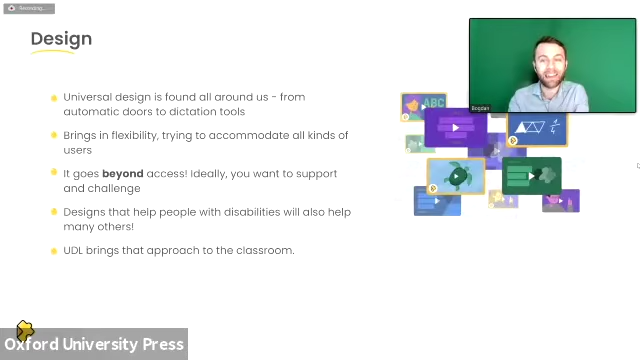 Recording...
Design
Universal design is found all around us - from
automatic doors to dictation tools
Brings in flexibility, trying to accommodate all kinds of
users
It goes beyond access! Ideally, you want to support
and challenge
Designs that help people with disabilities will also help
many others!
UDL brings that approach to the classroom.
Bogdan
ABC
Oxford University Press